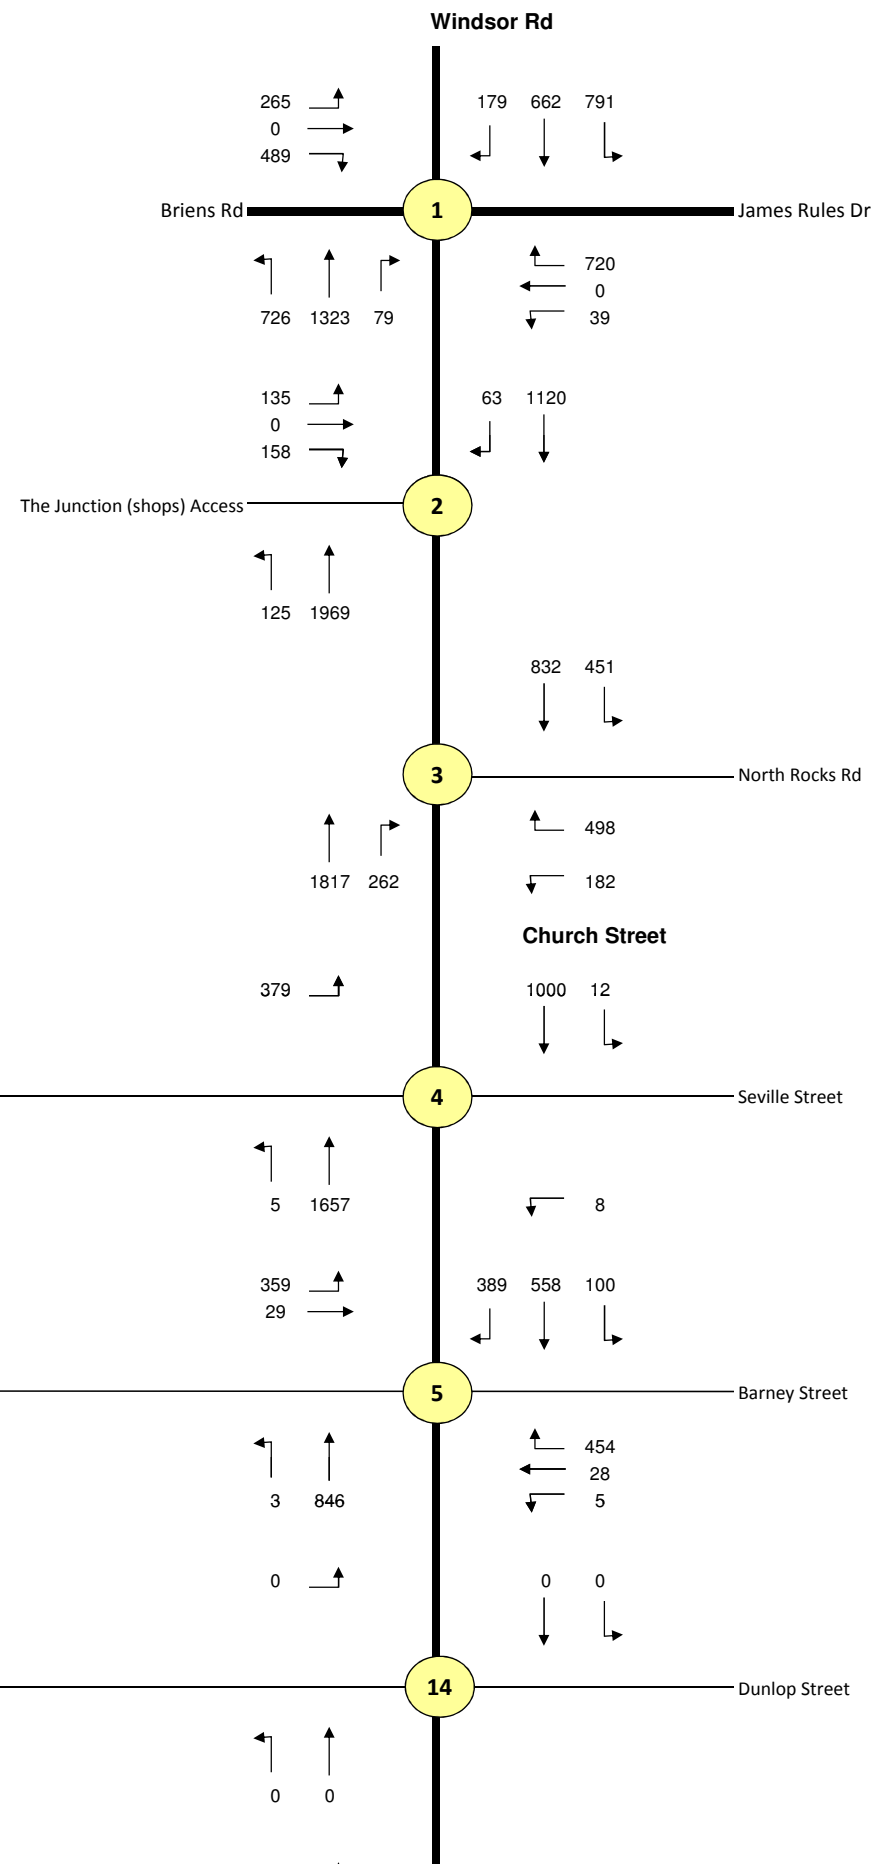 Windsor Rd
265 179 662 791
0
489
Briens Rd 1 James Rules Dr
720
0
726 1323 79 39
135 63 1120
0
158
The Junction (shops) Access 2
125 1969
832 451
3 North Rocks Rd
498
1817 262 182
Church Street
379 1000 12
4 Seville Street
5 1657 8
359 389 558 100
29
5 Barney Street
454
28
3 846 5
0 0 0
14 Dunlop Street
0 0